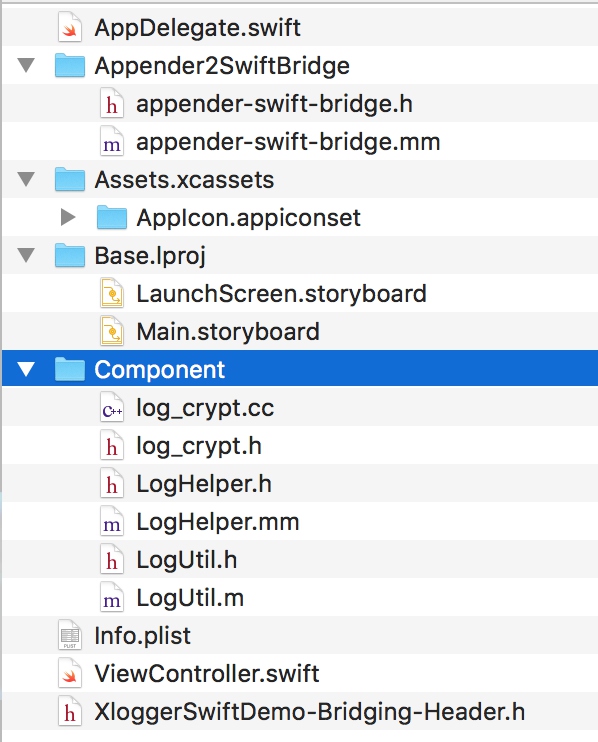 AppDelegate.swift
Appender2SwiftBridge
h appender-swift-bridge.h
m appender-swift-bridge.mm
Assets.xcassets
AppIcon.appiconset
Base.lproj
LaunchScreen.storyboard
Main.storyboard
Component
C++ log_crypt.cc
h log_crypt.h
h LogHelper.h
m LogHelper.mm
h LogUtil.h
m LogUtil.m
PLIST Info.plist
ViewController.swift
h XloggerSwiftDemo-Bridging-Header.h